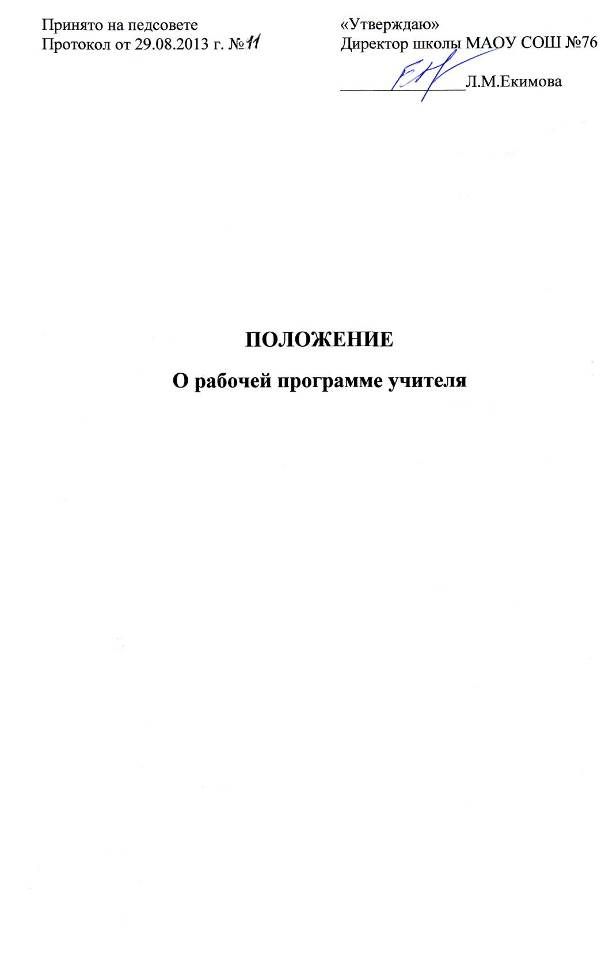 Принято на педсовете
Протокол от 29.08.2013 г. №11
«Утверждаю»
Директор школы МАОУ СОШ №76
_______________Л.М.Екимова
ПОЛОЖЕНИЕ
О рабочей программе учителя